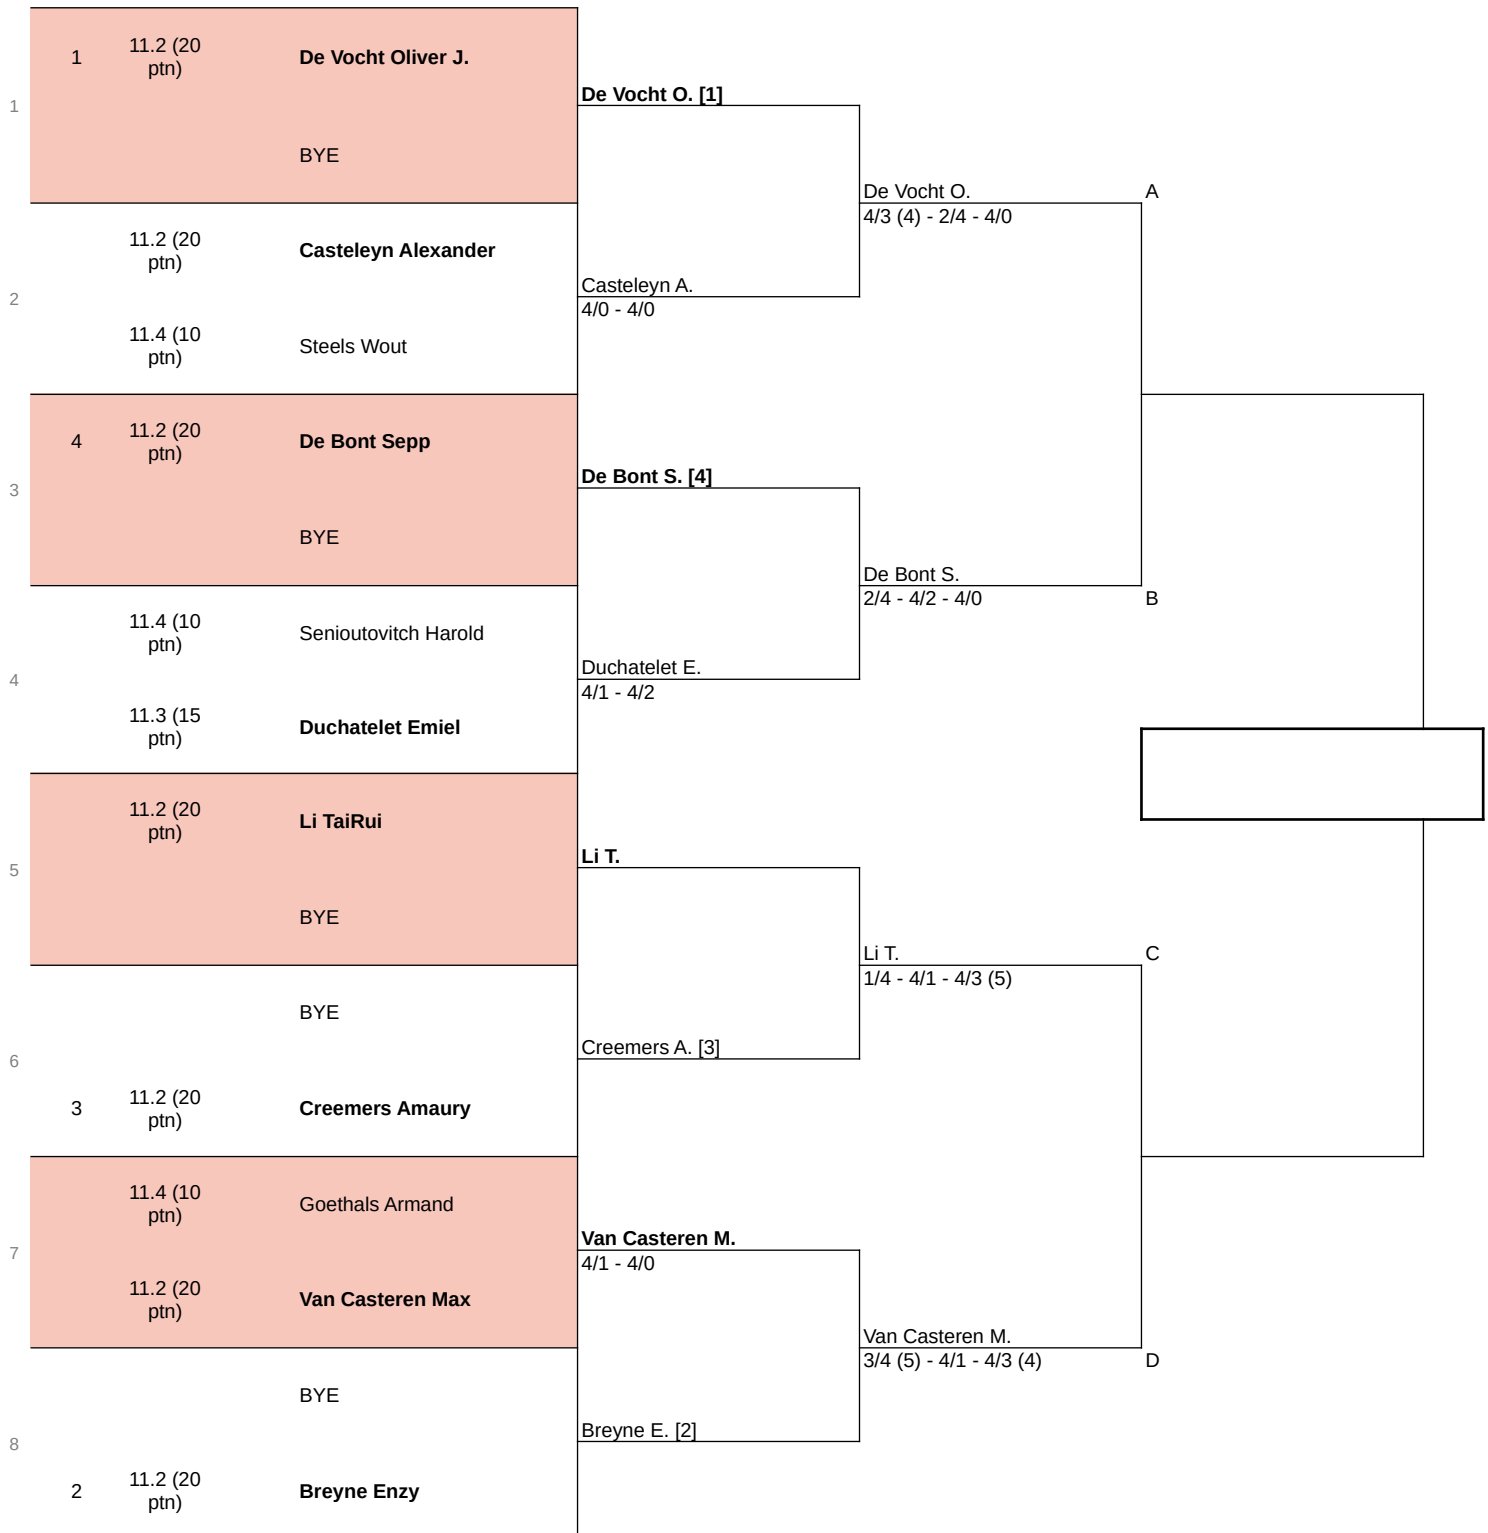 11.2 (20
1
ptn)
De Vocht Oliver J.
De Vocht O. [1]
1
BYE
De Vocht O.
A
4/3 (4) - 2/4 - 4/0
11.2 (20
ptn)
Casteleyn Alexander
Casteleyn A.
2
4/0 - 4/0
11.4 (10
ptn)
Steels Wout
11.2 (20
4
ptn)
De Bont Sepp
De Bont S. [4]
3
BYE
De Bont S.
2/4 - 4/2 - 4/0
B
11.4 (10
ptn)
Senioutovitch Harold
Duchatelet E.
4
4/1 - 4/2
11.3 (15
ptn)
Duchatelet Emiel
11.2 (20
ptn)
Li TaiRui
Li T.
5
BYE
Li T.
C
1/4 - 4/1 - 4/3 (5)
BYE
Creemers A. [3]
6
11.2 (20
3
ptn)
Creemers Amaury
11.4 (10
ptn)
Goethals Armand
Van Casteren M.
7
4/1 - 4/0
11.2 (20
ptn)
Van Casteren Max
Van Casteren M.
3/4 (5) - 4/1 - 4/3 (4)
D
BYE
Breyne E. [2]
8
11.2 (20
2
ptn)
Breyne Enzy